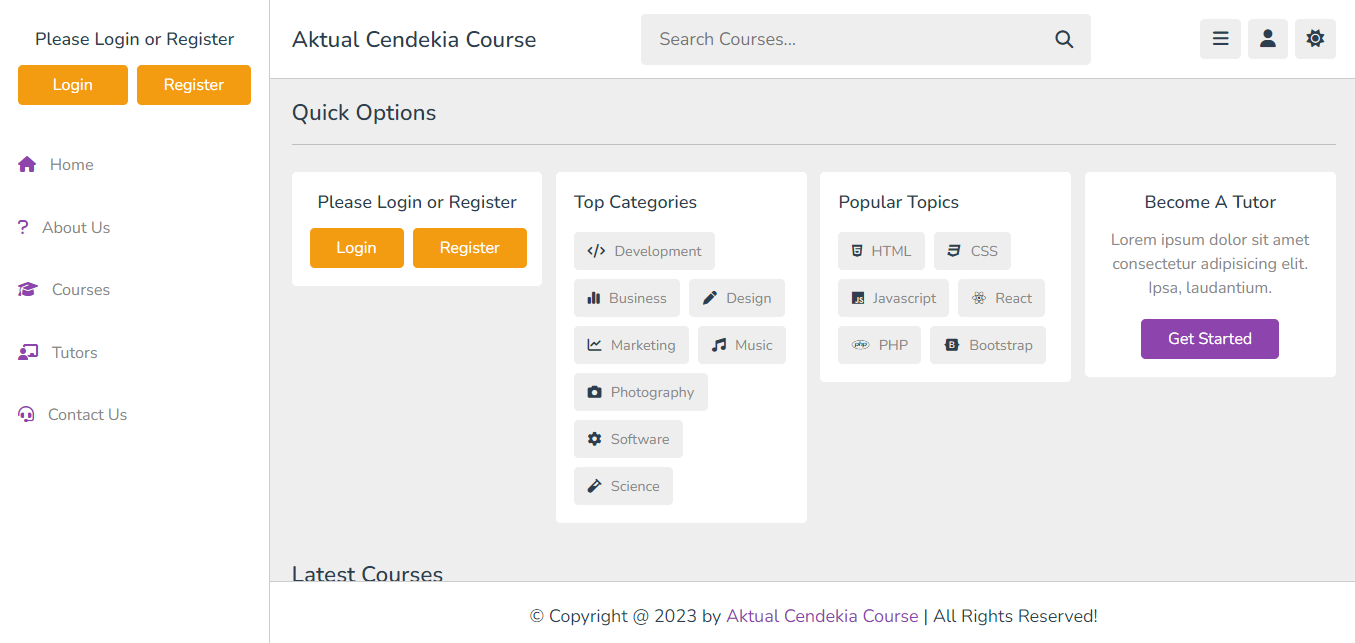 Please Login or Register
Login Register
Home
About Us
Courses
Tutors
Contact Us
Aktual Cendekia Course
Search Courses...
Quick Options
Please Login or Register
Login Register
Top Categories
Development
Business Design
Marketing Music
Photography
Software
Science
Popular Topics
HTML CSS
Javascript React
PHP Bootstrap
Become A Tutor
Lorem ipsum dolor sit amet
consectetur adipisicing elit.
Ipsa, laudantium.
Get Started
Latest Courses
© Copyright @ 2023 by Aktual Cendekia Course | All Rights Reserved!